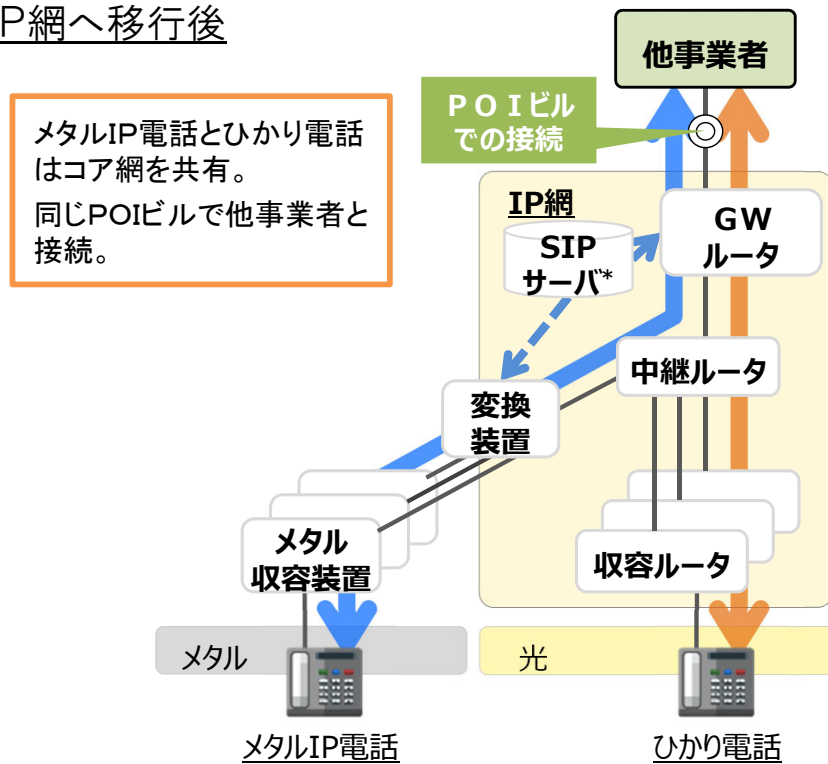 P網へ移行後
他事業者
メタルIP電話とひかり電話
はコア網を共有。
同じPOIビルで他事業者と
接続。
ＰＯＩビル
での接続
IP網
SIP
サーバ*
GW
ルータ
中継ルータ
変換
装置
メタル
収容装置
収容ルータ
メタル
光
メタルIP電話
ひかり電話